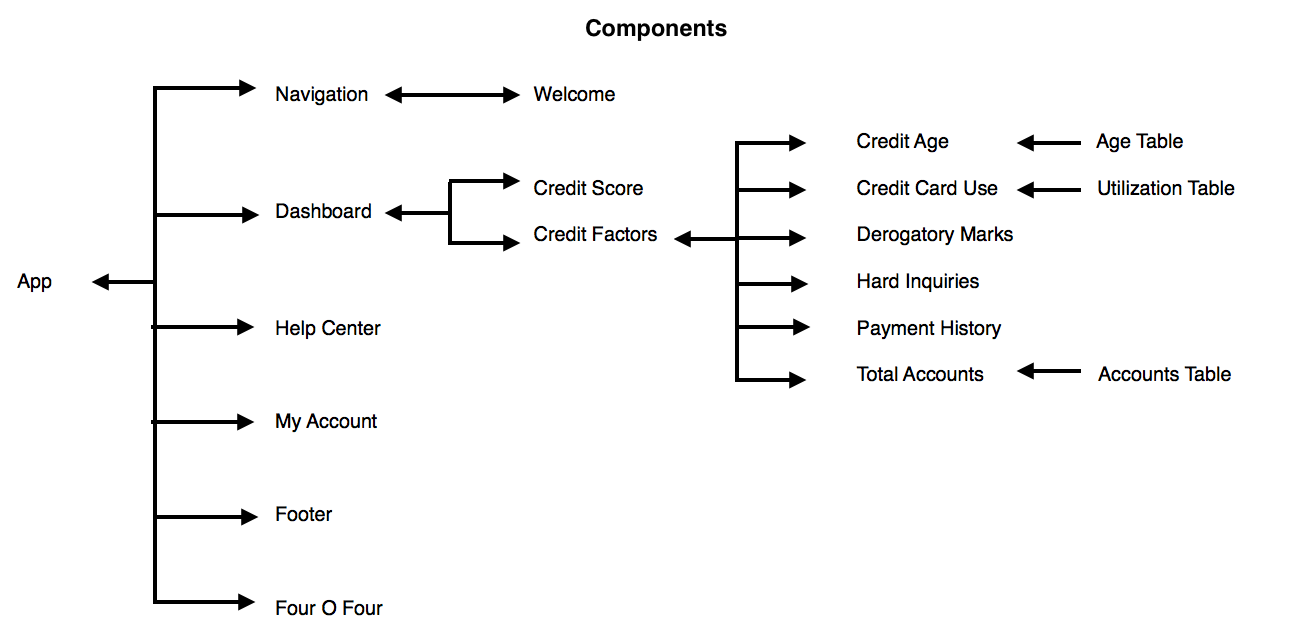 Components
Navigation
Welcome
Credit Age
Age Table
Credit Score
Credit Card Use
Utilization Table
Dashboard
Credit Factors
Derogatory Marks
App
Hard Inquiries
Help Center
Payment History
Total Accounts
Accounts Table
My Account
Footer
Four O Four